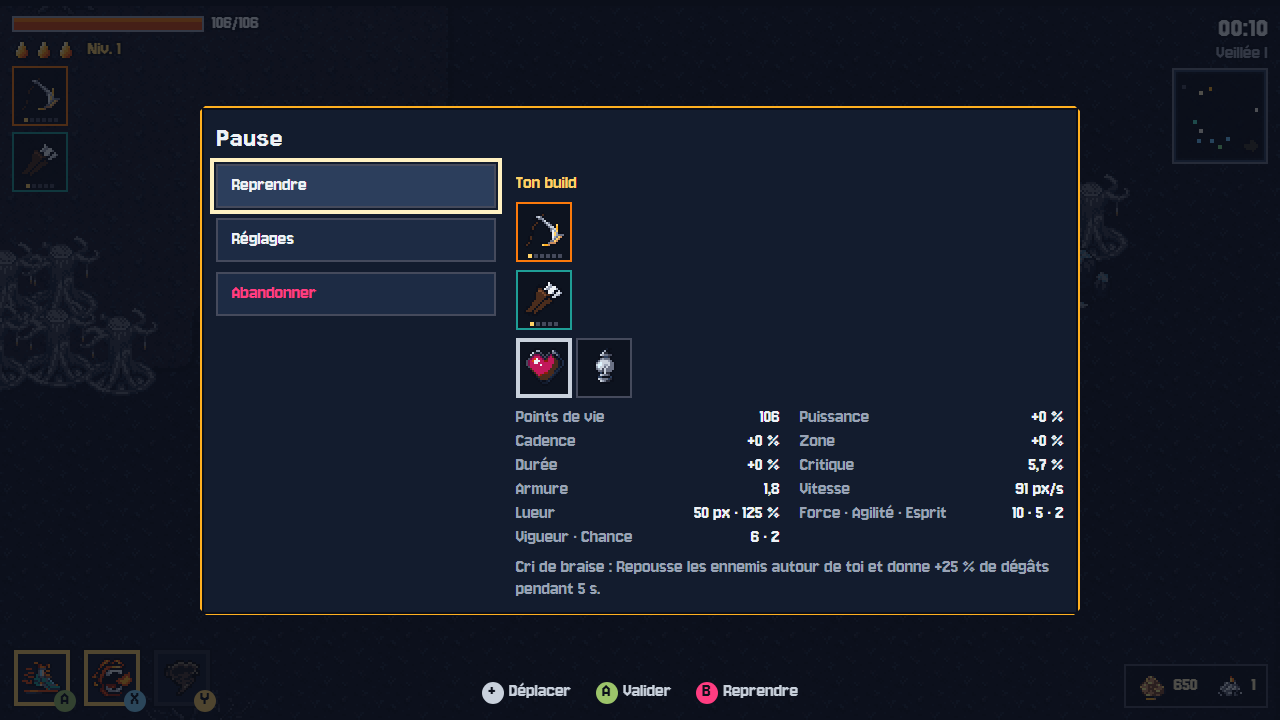 106/106
Niv. 1
00:10
Veillée I
Pause
Reprendre
Réglages
Abandonner
Ton build
Points de vie 106
Puissance +0 %
Cadence +0 %
Zone +0 %
Durée +0 %
Critique 5,7 %
Armure 1,8
Vitesse 91 px/s
Lueur 50 px · 125 %
Force · Agilité · Esprit 10 · 5 · 2
Vigueur · Chance 6 · 2
Cri de braise : Repousse les ennemis autour de toi et donne +25 % de dégâts
pendant 5 s.
A
X
Y
+ Déplacer
A Valider
B Reprendre
650
1